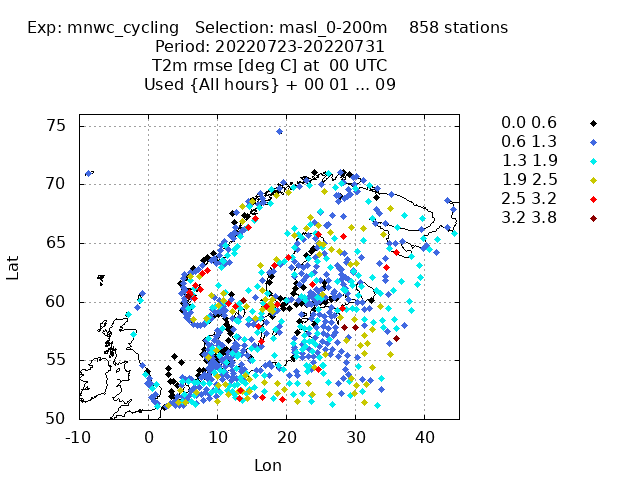 Exp: mnwc_cycling   Selection: masl_0-200m    858 stations
Period: 20220723-20220731
T2m rmse [deg C] at  00 UTC
Used {All hours} + 00 01 ... 09
75
70
65
60
55
50
-10 0 10 20 30 40
Lat
Lon
0.0 0.6
0.6 1.3
1.3 1.9
1.9 2.5
2.5 3.2
3.2 3.8